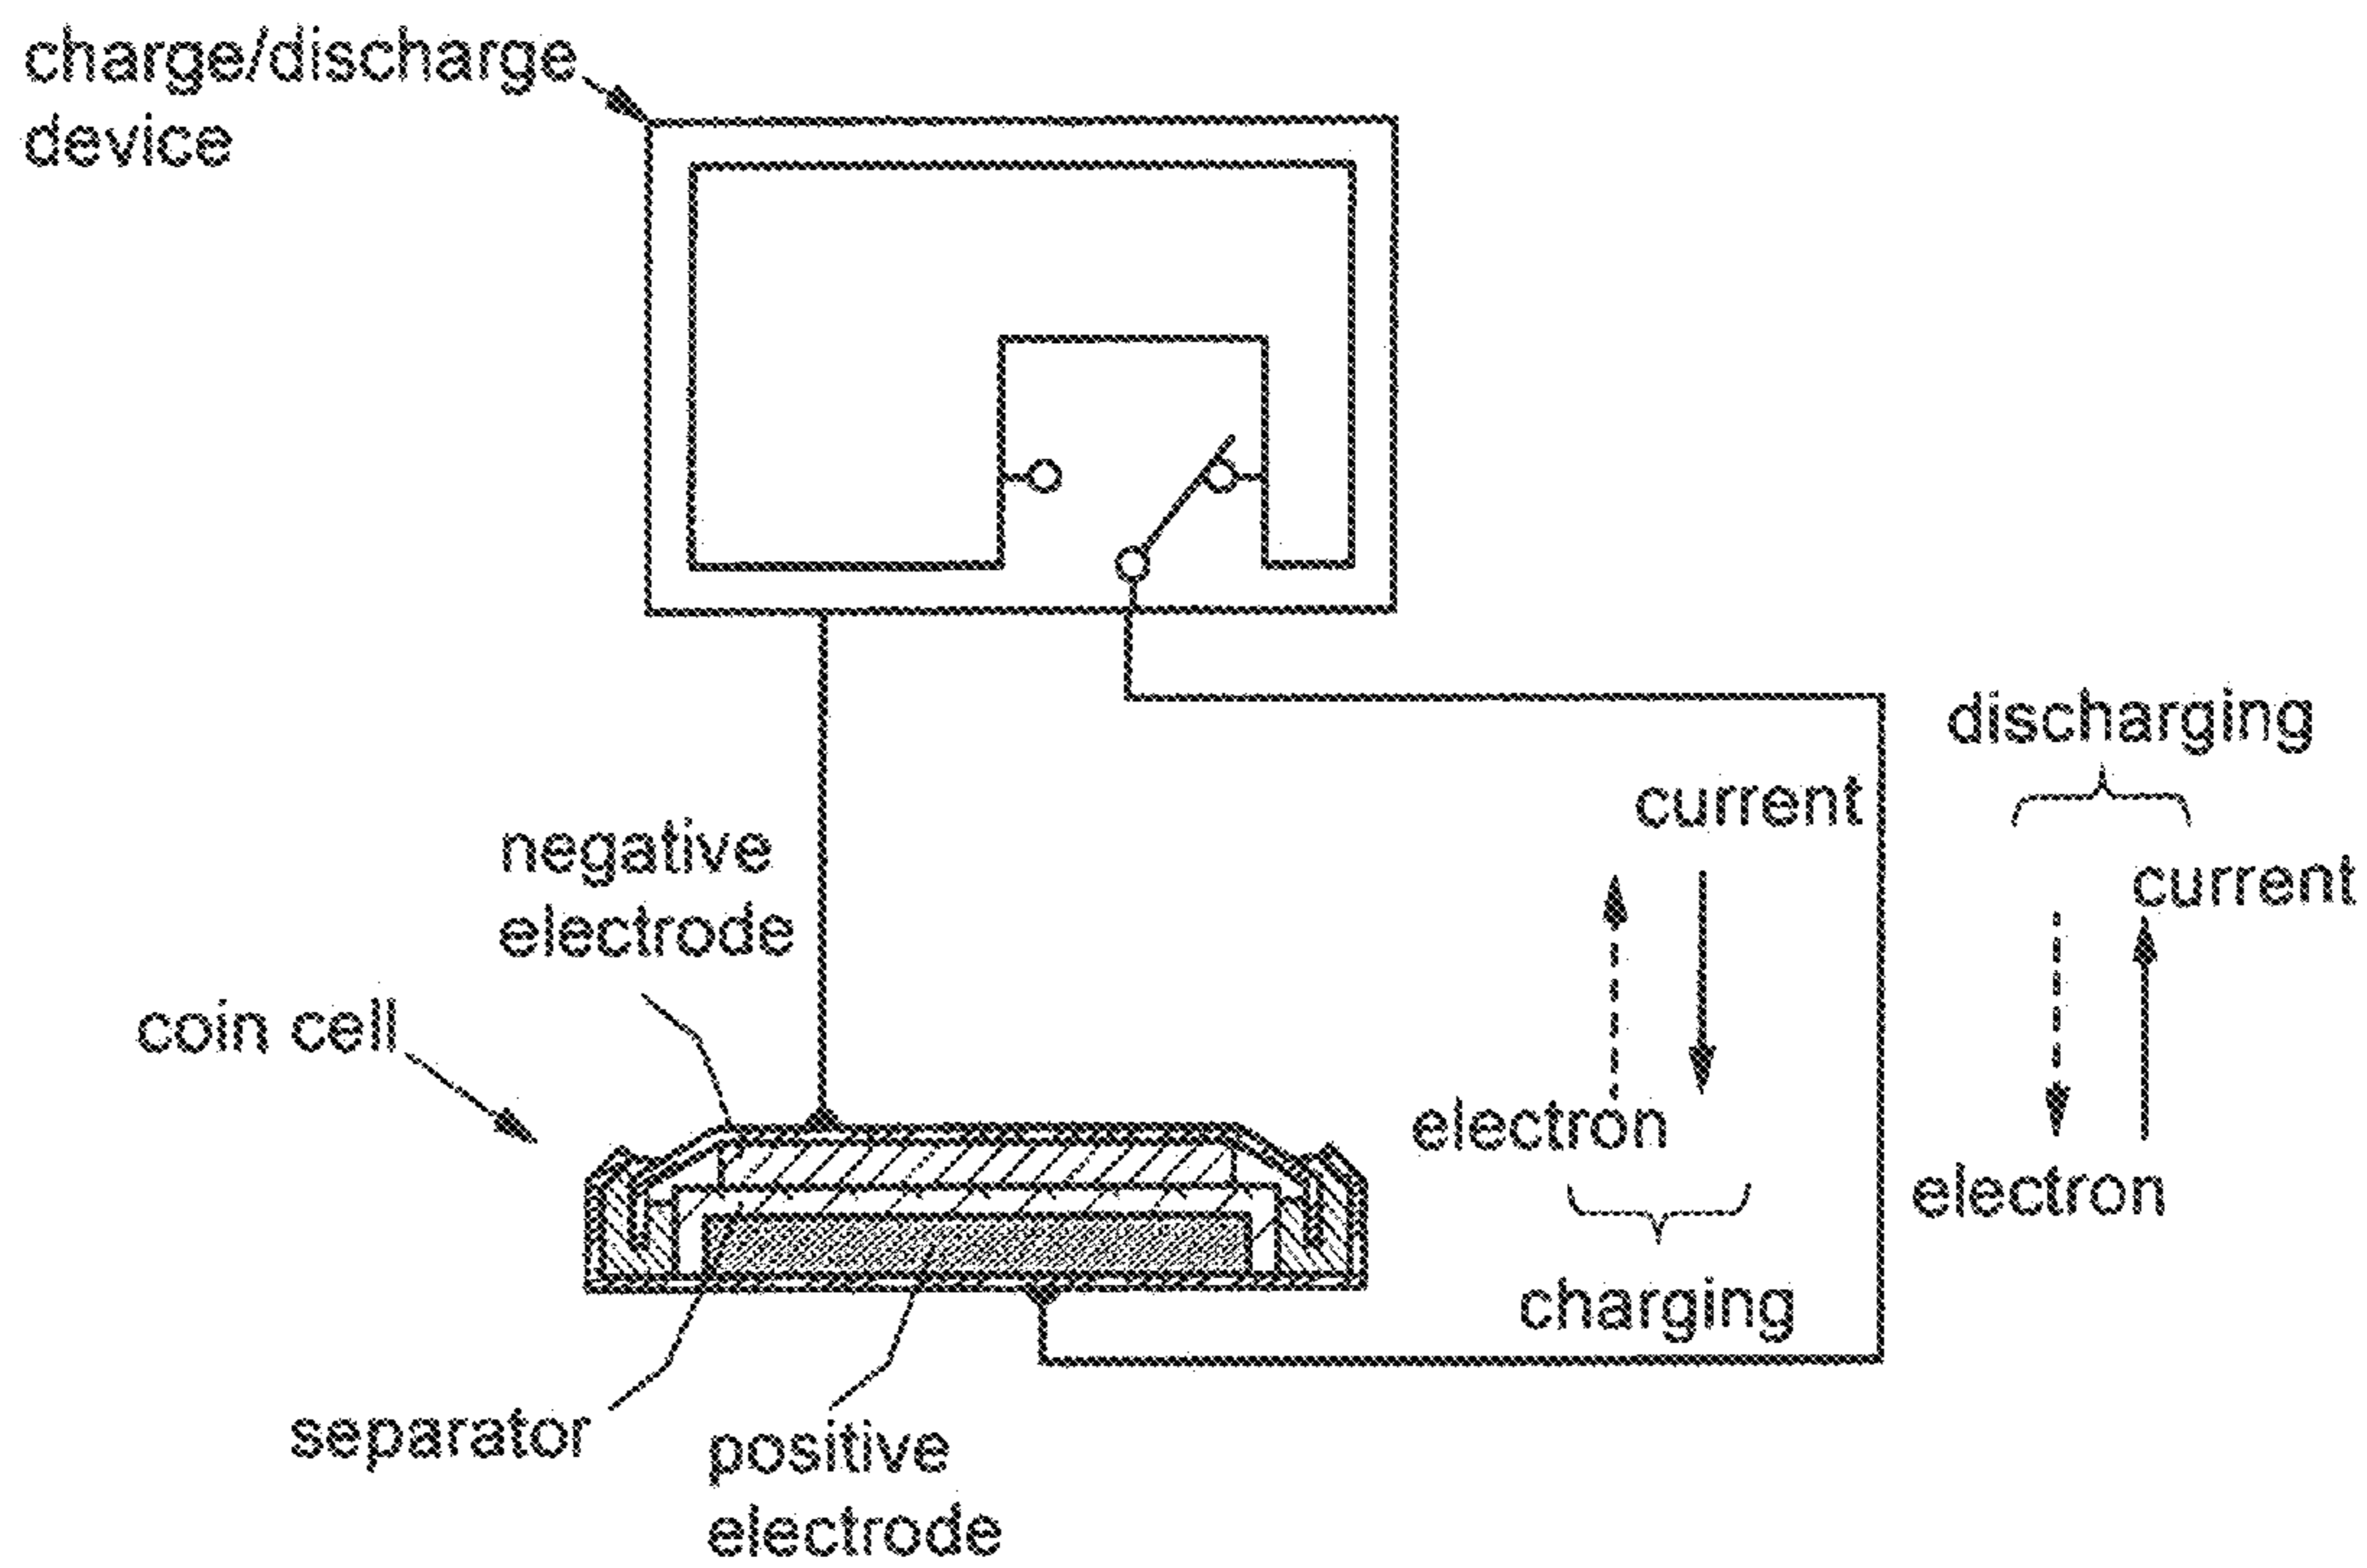 charge/discharge
device
discharging
current
negative
electrode
current
coin cell
electron
electron
charging
separator
positive
electrode